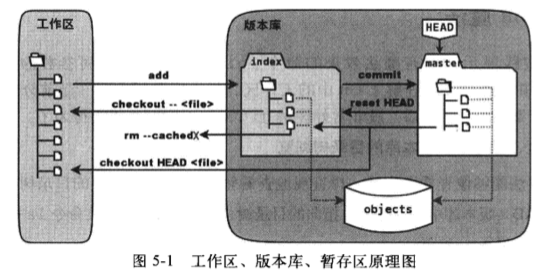 工作区
版本库
HEAD
index
master
add
commit
checkout -- <file>
reset HEAD
rm --cached
checkout HEAD <file>
objects
图 5-1 工作区、版本库、暂存区原理图